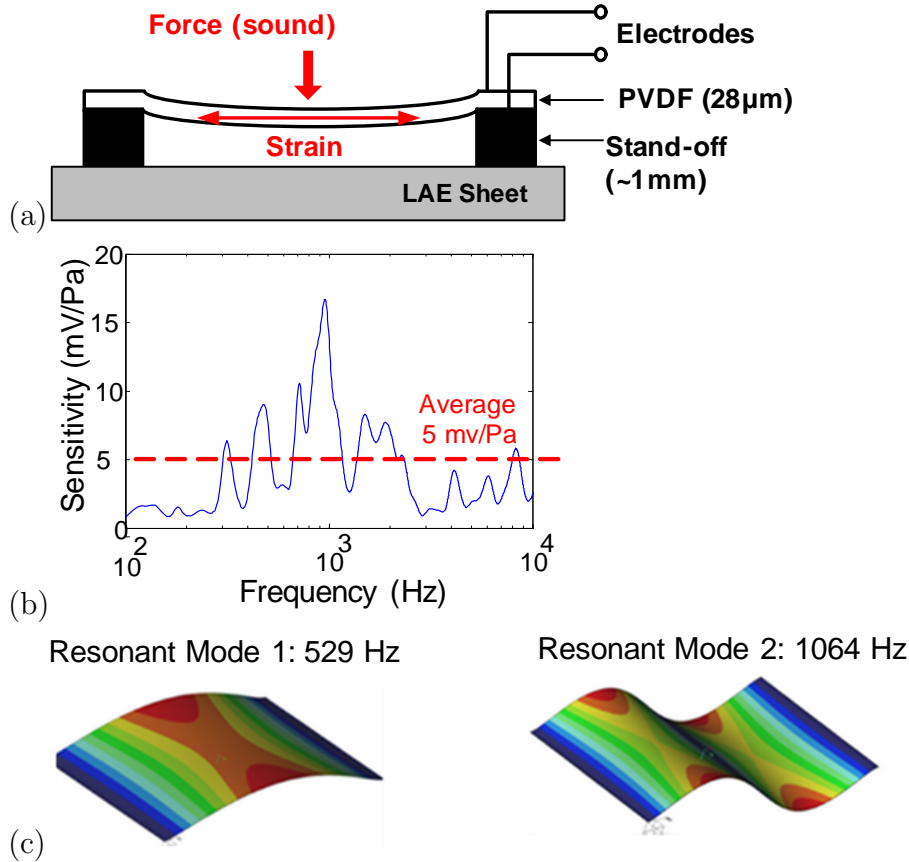 Force (sound)
Electrodes
PVDF (28µm)
Strain
Stand-off
(~1mm)
LAE Sheet
(a)
Sensitivity (mV/Pa)
20
15
10
5
0
Average
5 mv/Pa
10^2
10^3
10^4
Frequency (Hz)
(b)
Resonant Mode 1: 529 Hz
Resonant Mode 2: 1064 Hz
(c)